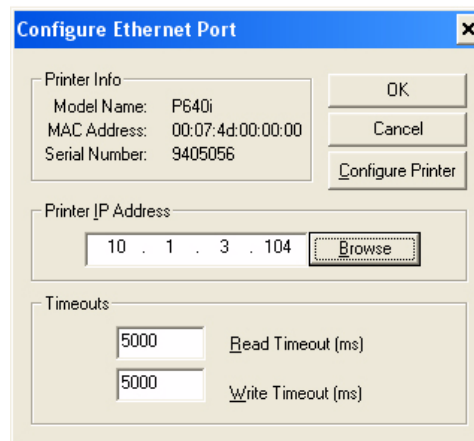 Configure Ethernet Port
Printer Info
Model Name: P640i
MAC Address: 00:07:4d:00:00:00
Serial Number: 9405056
OK
Cancel
Configure Printer
Printer IP Address
10 . 1 . 3 . 104
Browse
Timeouts
5000 Read Timeout (ms)
5000 Write Timeout (ms)